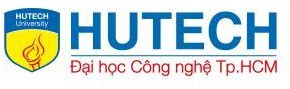 HUTECH
University
HUTECH
Đại học Công nghệ Tp.HCM